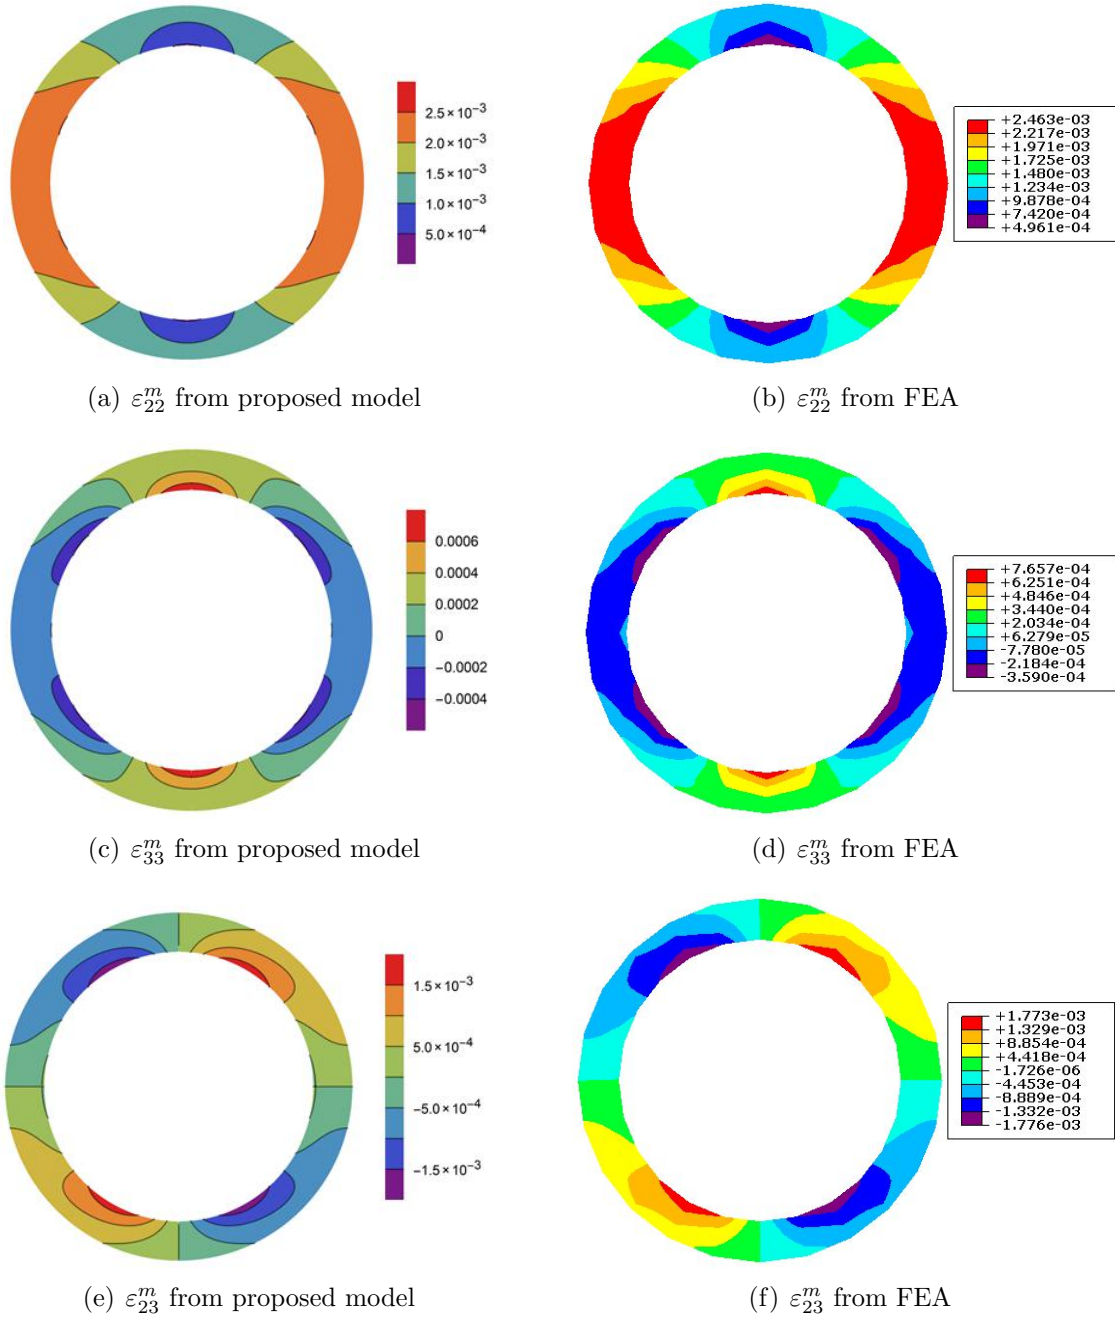 2.5×10⁻³
2.0×10⁻³
1.5×10⁻³
1.0×10⁻³
5.0×10⁻⁴
+2.463e-03
+2.217e-03
+1.971e-03
+1.725e-03
+1.480e-03
+1.234e-03
+9.878e-04
+7.420e-04
+4.961e-04
(a) ε₂₂ᵐ from proposed model
(b) ε₂₂ᵐ from FEA
0.0006
0.0004
0.0002
0
−0.0002
−0.0004
+7.657e-04
+6.251e-04
+4.846e-04
+3.440e-04
+2.034e-04
+6.279e-05
-7.780e-05
-2.184e-04
-3.590e-04
(c) ε₃₃ᵐ from proposed model
(d) ε₃₃ᵐ from FEA
1.5×10⁻³
5.0×10⁻⁴
−5.0×10⁻⁴
−1.5×10⁻³
+1.773e-03
+1.329e-03
+8.854e-04
+4.418e-04
-1.726e-06
-4.453e-04
-8.889e-04
-1.332e-03
-1.776e-03
(e) ε₂₃ᵐ from proposed model
(f) ε₂₃ᵐ from FEA